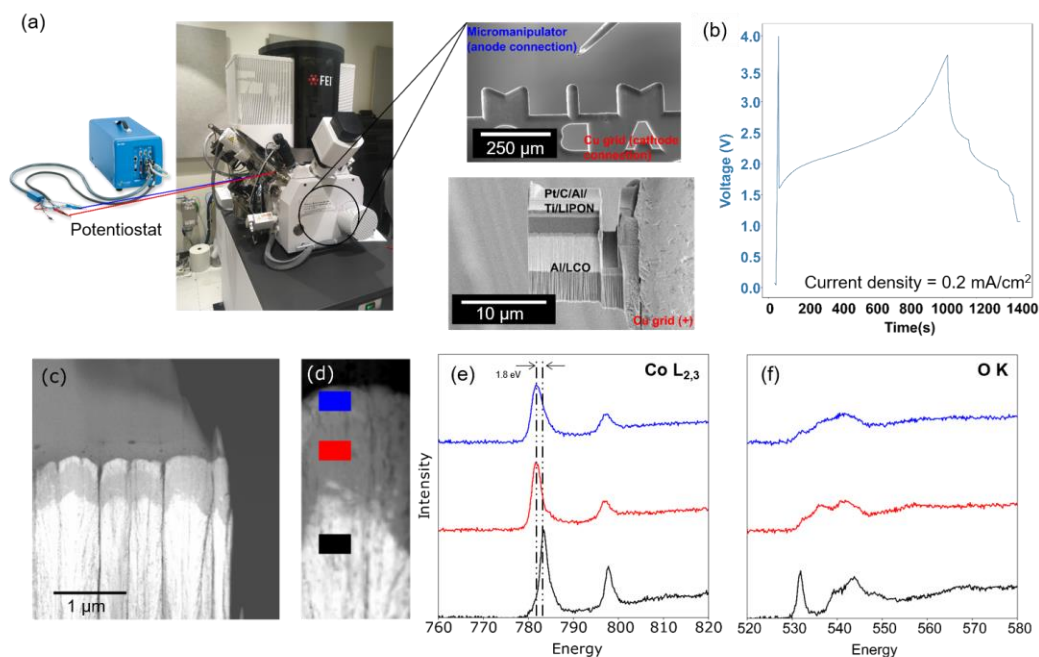 (a)
Potentiostat
FEI
Micromanipulator
(anode connection)
250 µm
Cu grid (cathode
connection)
Pt/C/Al/
Ti/LIPON
Al/LCO
10 µm
Cu grid (+)
(b)
Voltage (V)
4.0
3.5
3.0
2.5
2.0
1.5
1.0
0.5
0.0
Current density = 0.2 mA/cm²
0 200 400 600 800 1000 1200 1400
Time(s)
(c)
1 µm
(d)
(e)
1.8 eV
Co L2,3
Intensity
760 770 780 790 800 810 820
Energy
(f)
O K
520 530 540 550 560 570 580
Energy